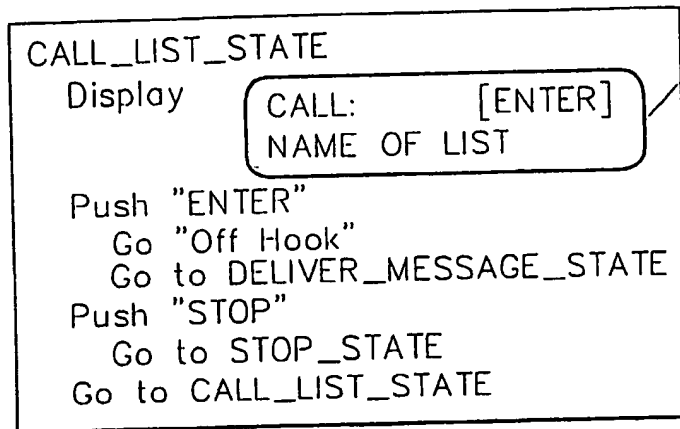 CALL_LIST_STATE
Display
CALL: [ENTER]
NAME OF LIST
Push "ENTER"
Go "Off Hook"
Go to DELIVER_MESSAGE_STATE
Push "STOP"
Go to STOP_STATE
Go to CALL_LIST_STATE